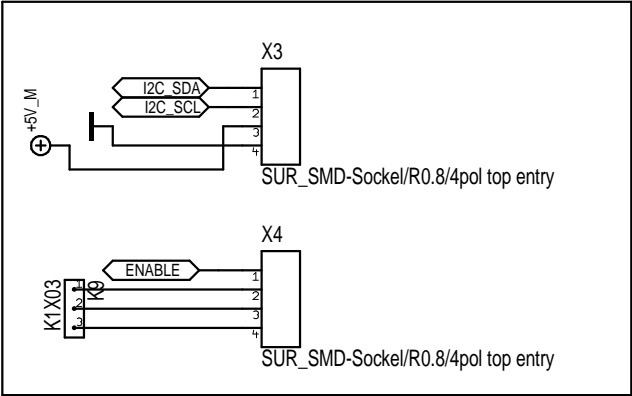 X3
I2C_SDA
1
I2C_SCL
2
+5V_M
3
4
SUR_SMD-Sockel/R0.8/4pol top entry
X4
ENABLE
1
K1X03
1
K9
2
2
3
3
4
SUR_SMD-Sockel/R0.8/4pol top entry